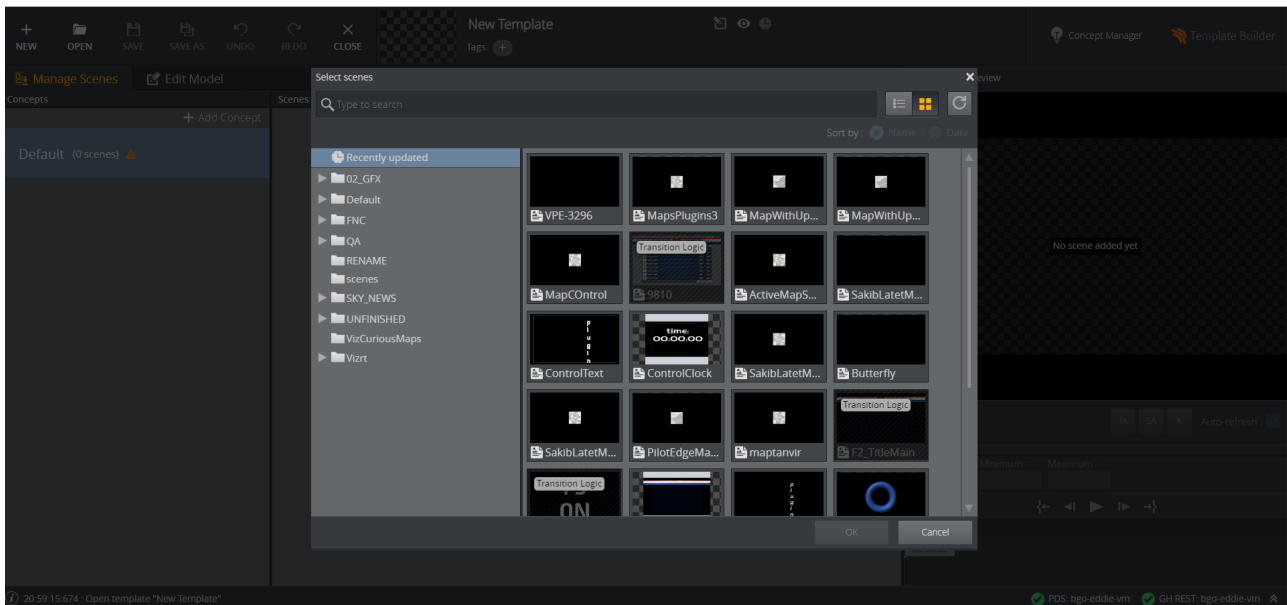 NEW OPEN SAVE SAVE AS UNDO REDO CLOSE
New Template
Tags: +
Concept Manager
Template Builder
Manage Scenes
Edit Model
Concepts
Scenes
+ Add Concept
Default (0 scenes)
Select scenes
Type to search
Sort by: Name Date
Recently updated
02_GFX
Default
FNC
QA
RENAME
scenes
SKY_NEWS
UNFINISHED
VizCuriousMaps
Vizrt
VPE-3296
MapsPlugins3
MapWithUp...
MapWithUp...
MapCOntrol
Transition Logic
9810
ActiveMapS...
SakibLatetM...
plugin
ControlText
time:
00:00:00
ControlClock
SakibLatetM...
Butterfly
SakibLatetM...
PilotEdgeMa...
maptanvir
Transition Logic
F2_TitleMain
Transition Logic
ON
OK
Cancel
No scene added yet
TA SA A Auto-refresh
Minimum Maximum
20:59:15:674 : Open template "New Template"
PDS: bgo-eddie-vm
GH REST: bgo-eddie-vm